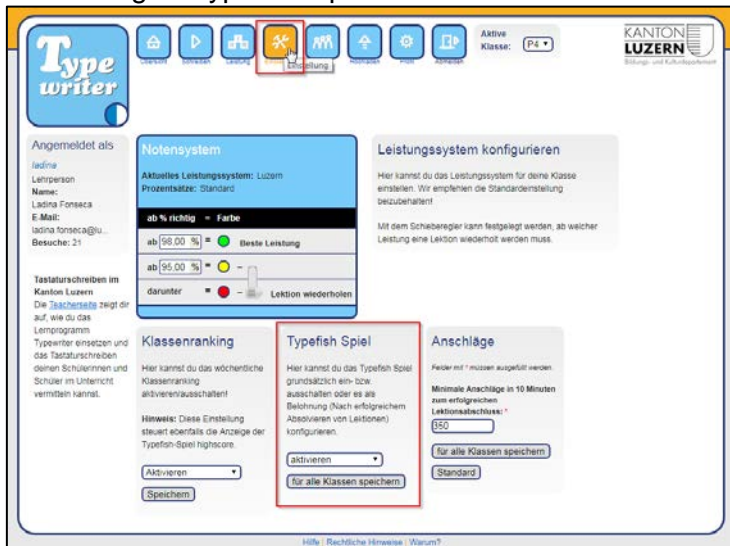 Type
writer
Übersicht
Schreiben
Leistung
Einstellung
Hochladen
Profil
Abmelden
Aktive
Klasse: P4
KANTON
LUZERN
Bildungs- und Kulturdepartement
Angemeldet als
ladina
Lehrperson
Name:
Ladina Fonseca
E-Mail:
ladina.fonseca@lu...
Besuche: 21
Tastaturschreiben im
Kanton Luzern
Die Teacherseite zeigt dir
auf, wie du das
Lernprogramm
Typewriter einsetzen und
das Tastaturschreiben
deinen Schülerinnen und
Schüler im Unterricht
vermitteln kannst.
Notensystem
Aktuelles Leistungssystem: Luzern
Prozentsätze: Standard
ab % richtig = Farbe
ab 98.00 % = Beste Leistung
ab 95.00 % = –
darunter = – Lektion wiederholen
Leistungssystem konfigurieren
Hier kannst du das Leistungssystem für deine Klasse
einstellen. Wir empfehlen die Standardeinstellung
beizubehalten!
Mit dem Schieberegler kann festgelegt werden, ab welcher
Leistung eine Lektion wiederholt werden muss.
Klassenranking
Hier kannst du das wöchentliche
Klassenranking
aktivieren/ausschalten!
Hinweis: Diese Einstellung
steuert ebenfalls die Anzeige der
Typefish-Spiel highscore.
Aktivieren
Speichern
Typefish Spiel
Hier kannst du das Typefish Spiel
grundsätzlich ein- bzw.
ausschalten oder es als
Belohnung (Nach erfolgreichem
Absolvieren von Lektionen)
konfigurieren.
aktivieren
für alle Klassen speichern
Anschläge
Felder mit * müssen ausgefüllt werden.
Minimale Anschläge in 10 Minuten
zum erfolgreichen
Lektionsabschluss: *
350
für alle Klassen speichern
Standard
Hilfe | Rechtliche Hinweise | Warum?